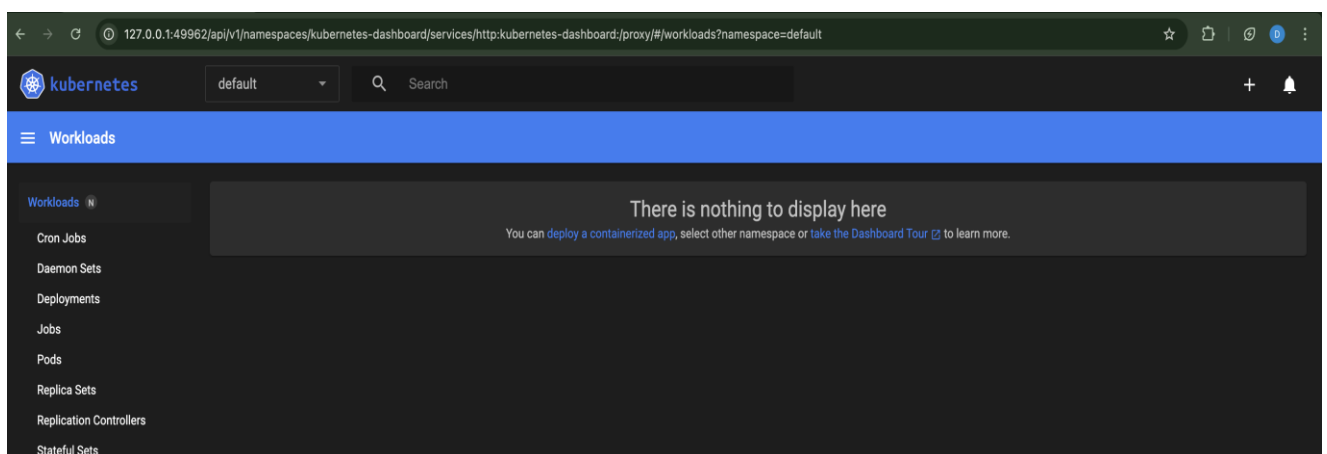 127.0.0.1:49962/api/v1/namespaces/kubernetes-dashboard/services/http:kubernetes-dashboard:/proxy/#/workloads?namespace=default
D
kubernetes
default
Search
Workloads
Workloads N
There is nothing to display here
You can deploy a containerized app, select other namespace or take the Dashboard Tour to learn more.
Cron Jobs
Daemon Sets
Deployments
Jobs
Pods
Replica Sets
Replication Controllers
Stateful Sets